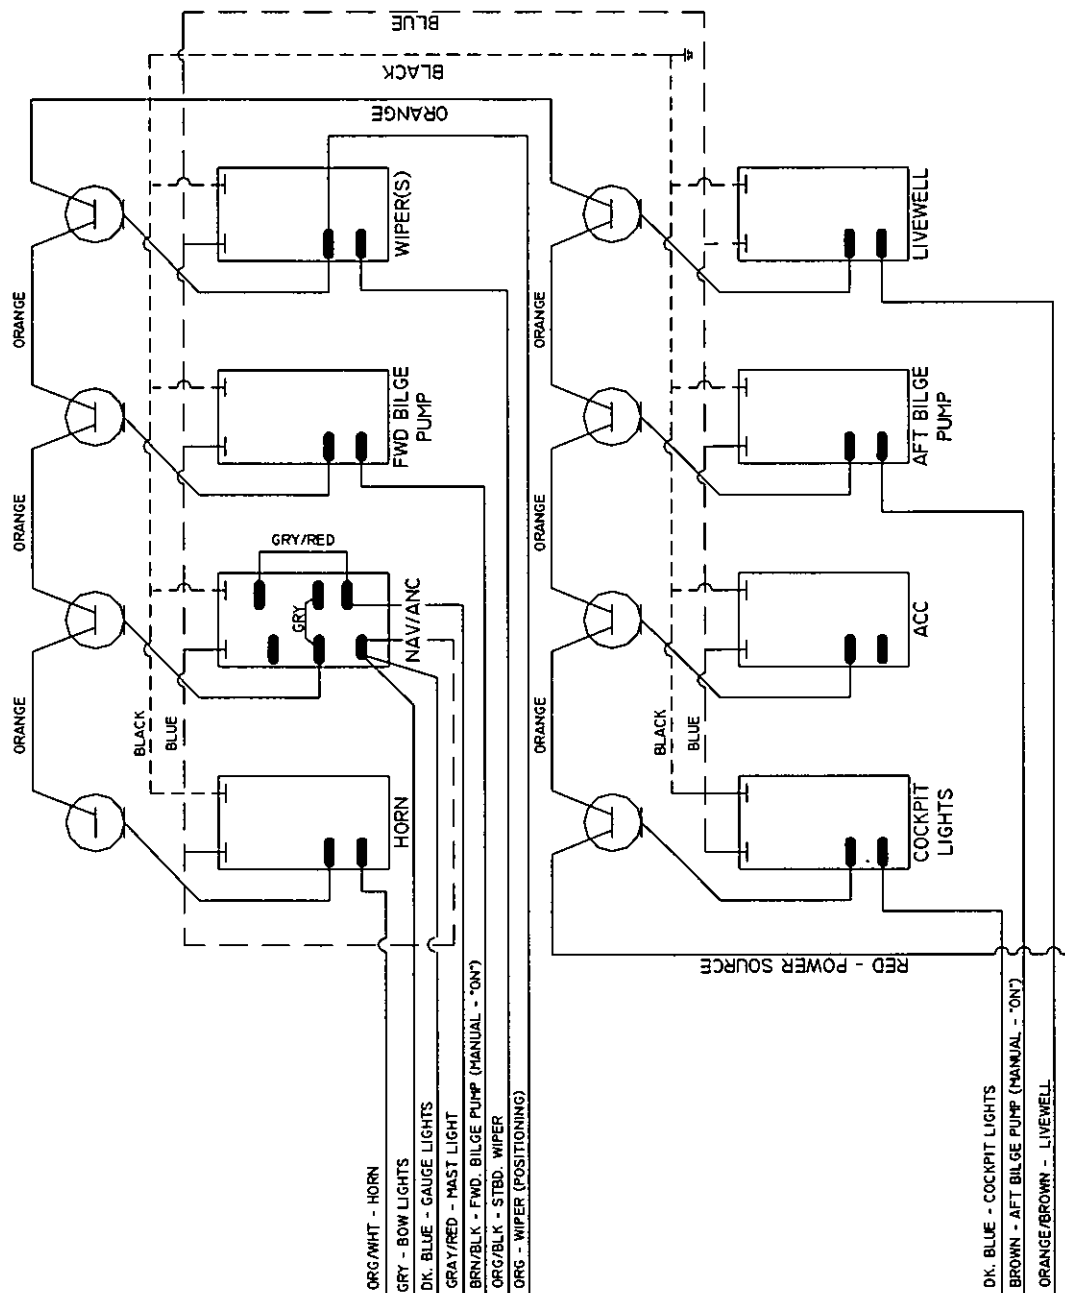 BLUE
BLACK
ORANGE
ORANGE
ORANGE
ORANGE
WIPER(S)
FWD BILGE
PUMP
GRY/RED
GRY
NAV/ANC
BLACK
BLUE
HORN
ORANGE
ORANGE
ORANGE
LIVEWELL
AFT BILGE
PUMP
ACC
BLACK
BLUE
COCKPIT
LIGHTS
RED - POWER SOURCE
ORG/WHT - HORN
GRY - BOW LIGHTS
DK. BLUE - GAUGE LIGHTS
GRAY/RED - MAST LIGHT
BRN/BLK - FWD. BILGE PUMP (MANUAL - "ON")
ORG/BLK - STBD. WIPER
ORG - WIPER (POSITIONING)
DK. BLUE - COCKPIT LIGHTS
BROWN - AFT BILGE PUMP (MANUAL - "ON")
ORANGE/BROWN - LIVEWELL